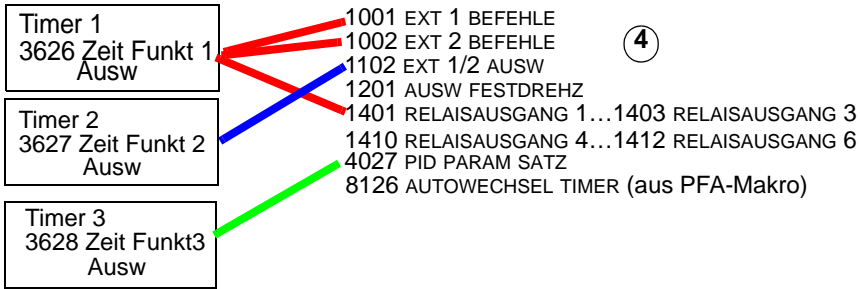 Timer 1
3626 Zeit Funkt 1
Ausw
Timer 2
3627 Zeit Funkt 2
Ausw
Timer 3
3628 Zeit Funkt3
Ausw
1001 EXT 1 BEFEHLE
1002 EXT 2 BEFEHLE
1102 EXT 1/2 AUSW
1201 AUSW FESTDREHZ
1401 RELAISAUSGANG 1…1403 RELAISAUSGANG 3
1410 RELAISAUSGANG 4…1412 RELAISAUSGANG 6
4027 PID PARAM SATZ
8126 AUTOWECHSEL TIMER (aus PFA-Makro)
4